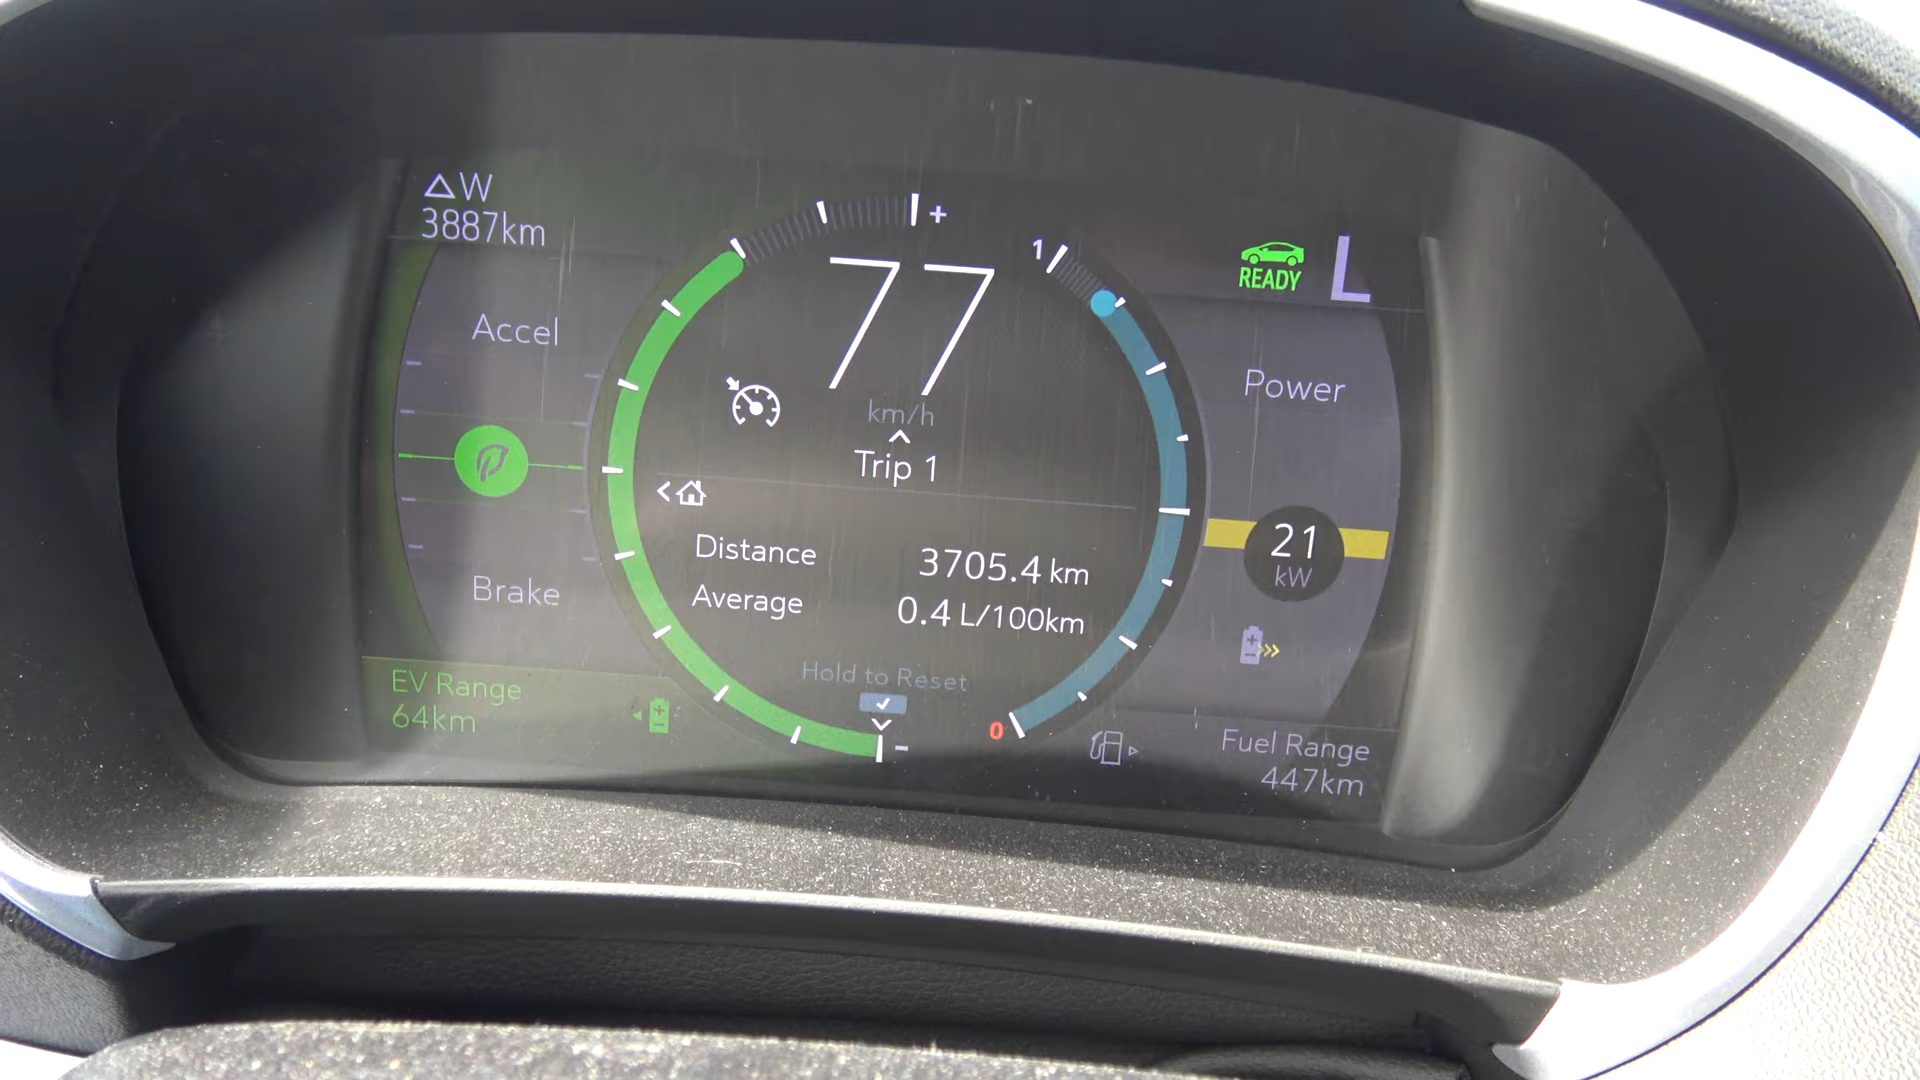 △W
3887km
+
77
km/h
1
READY
L
Accel
Power
Trip 1
Distance 3705.4 km
Average 0.4 L/100km
21
kW
Brake
Hold to Reset
EV Range
64km
-
0
Fuel Range
447km